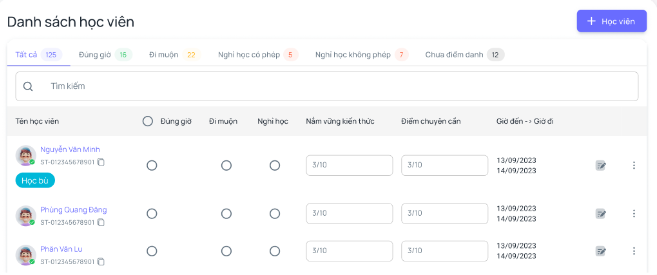 Danh sách học viên
Học viên
Tất cả 125 Đúng giờ 16 Đi muộn 22 Nghỉ học có phép 5 Nghỉ học không phép 7 Chưa điểm danh 12
Tìm kiếm
Tên học viên Đúng giờ Đi muộn Nghỉ học Nắm vững kiến thức Điểm chuyên cần Giờ đến -> Giờ đi
Nguyễn Văn Minh
ST-012345678901
Học bù
3/10 3/10
13/09/2023
14/09/2023
Phùng Quang Đăng
ST-012345678901
3/10 3/10
13/09/2023
14/09/2023
Phan Văn Lu
ST-012345678901
3/10 3/10
13/09/2023
14/09/2023